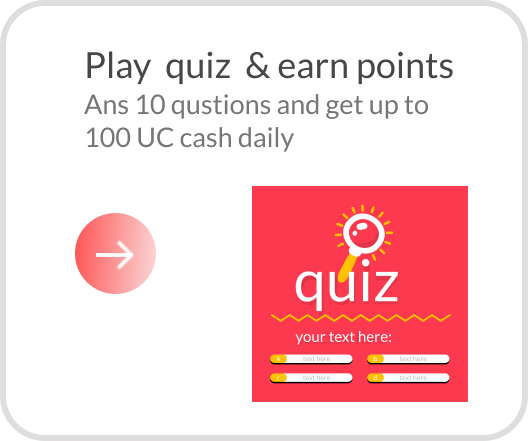 Play quiz & earn points
Ans 10 qustions and get up to
100 UC cash daily
quiz
your text here:
a text here
b text here
c text here
d text here